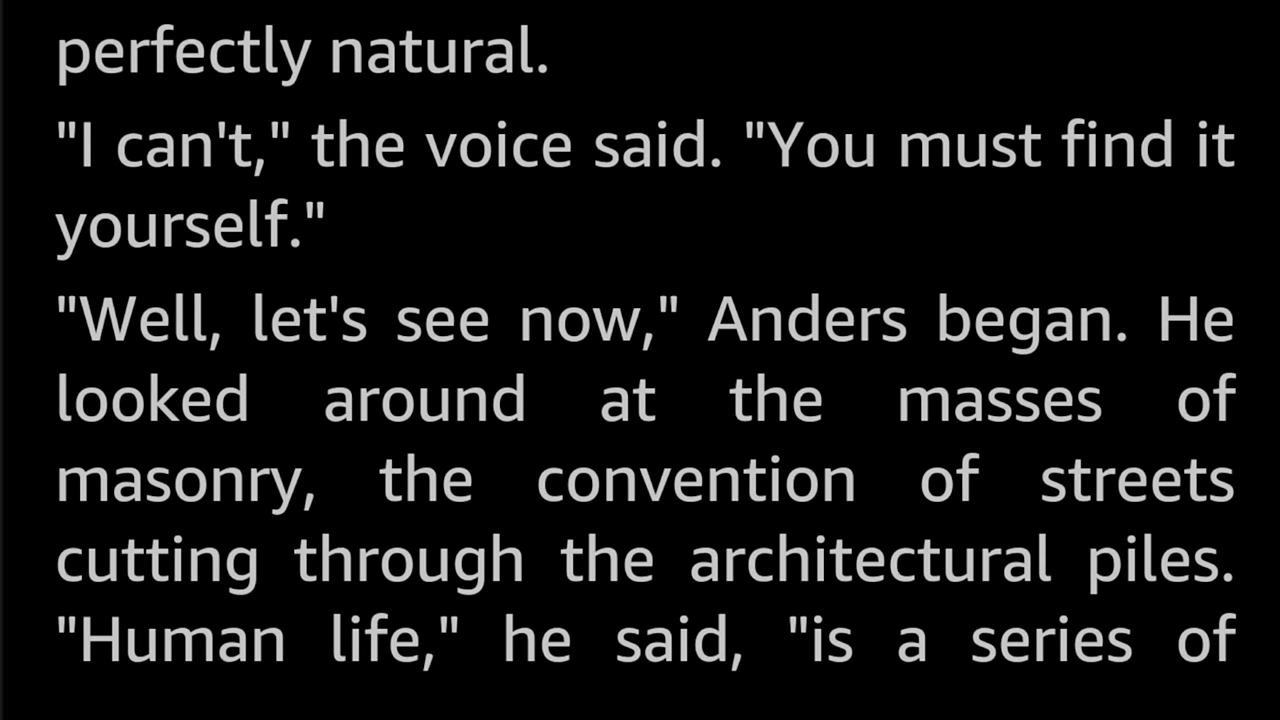 perfectly natural.
"I can't," the voice said. "You must find it
yourself."
"Well, let's see now," Anders began. He
looked around at the masses of
masonry, the convention of streets
cutting through the architectural piles.
"Human life," he said, "is a series of